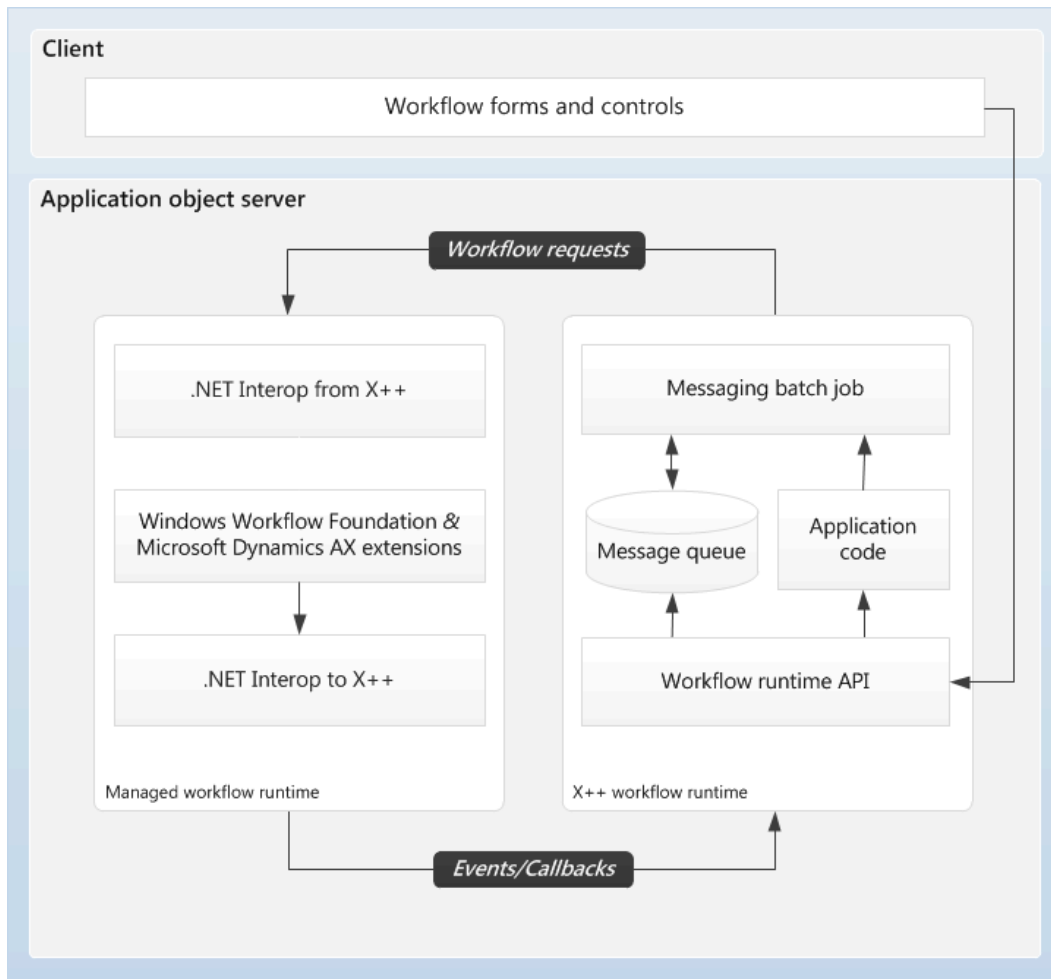 Client
Workflow forms and controls
Application object server
Workflow requests
.NET Interop from X++
Windows Workflow Foundation &
Microsoft Dynamics AX extensions
.NET Interop to X++
Managed workflow runtime
Messaging batch job
Message queue
Application
code
Workflow runtime API
X++ workflow runtime
Events/Callbacks